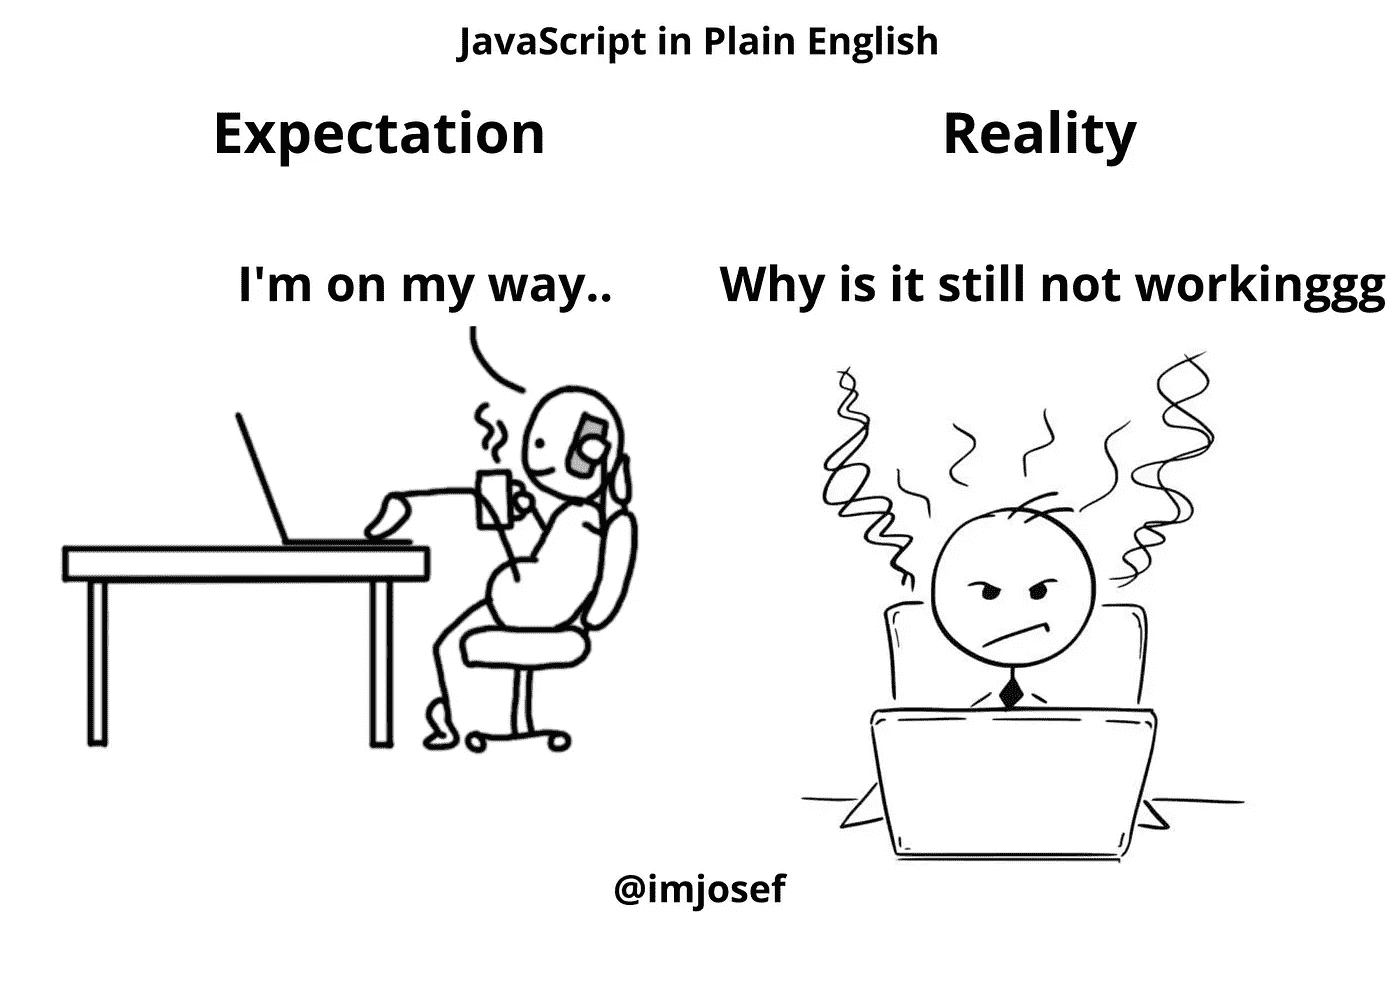 JavaScript in Plain English
Expectation
Reality
I'm on my way..
Why is it still not workinggg
@imjosef